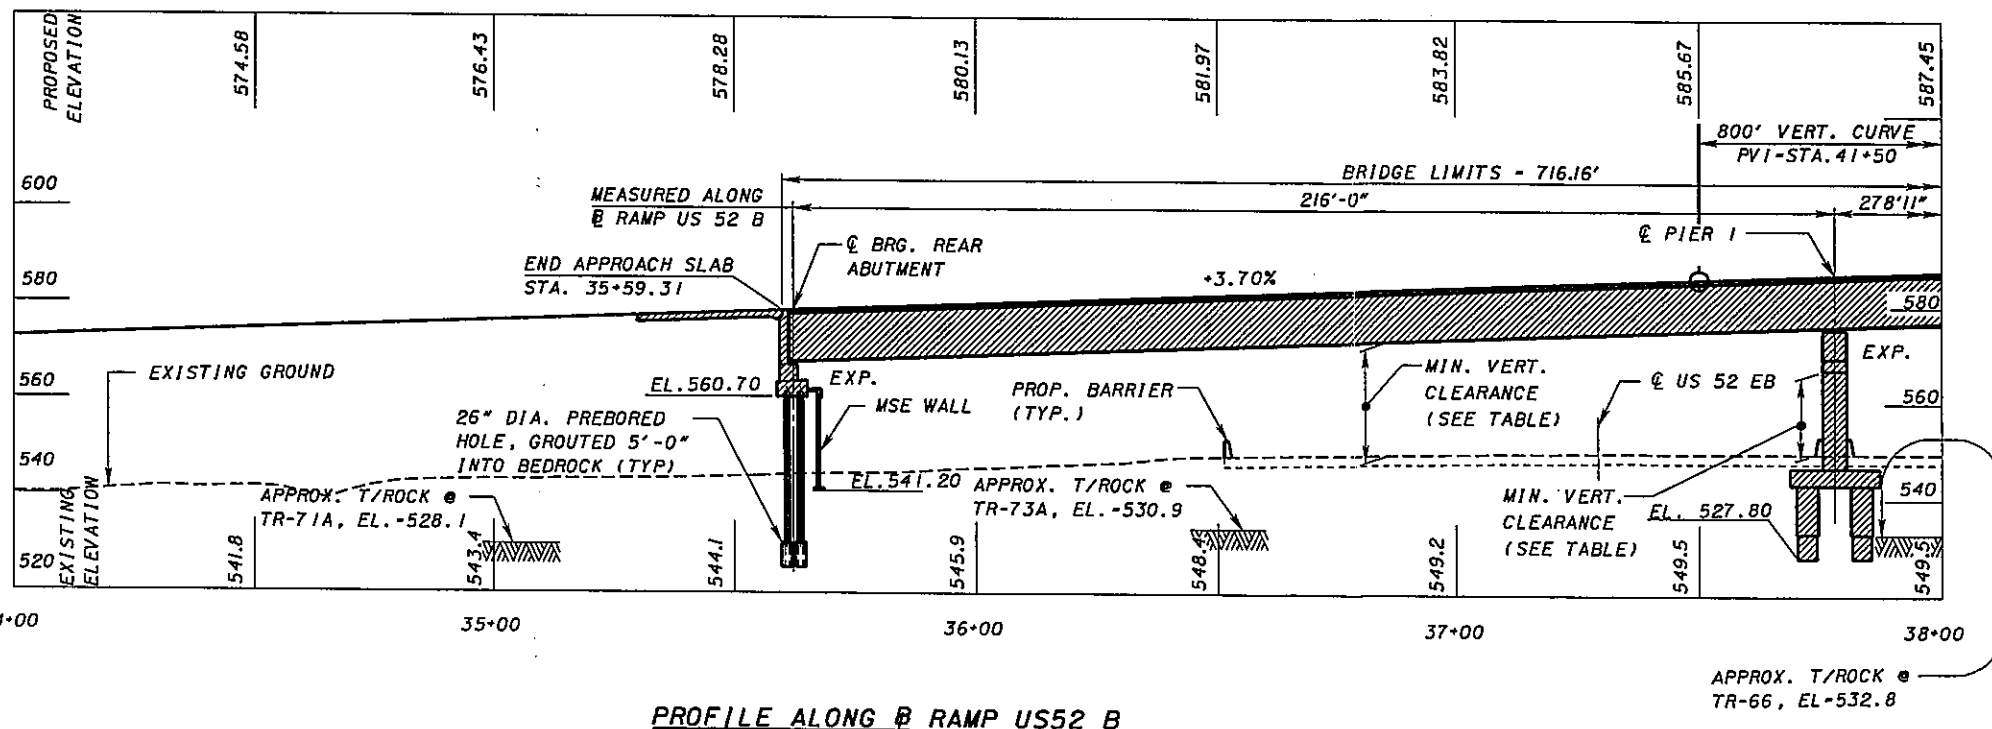 PROPOSED
ELEVATION
574.58
576.43
578.28
580.13
581.97
583.82
585.67
587.45
800' VERT. CURVE
PVI-STA.41+50
BRIDGE LIMITS - 716.16'
216'-0"
278'11"
600
MEASURED ALONG
℄ RAMP US 52 B
℄ BRG. REAR
ABUTMENT
℄ PIER 1
END APPROACH SLAB
STA. 35+59.31
+3.70%
580
580
EXISTING GROUND
560
EL.560.70
EXP.
MSE WALL
PROP. BARRIER
(TYP.)
MIN. VERT.
CLEARANCE
(SEE TABLE)
℄ US 52 EB
EXP.
560
26" DIA. PREBORED
HOLE, GROUTED 5'-0"
INTO BEDROCK (TYP)
540
EL.541.20
APPROX. T/ROCK @
TR-71A, EL.-528.1
APPROX. T/ROCK @
TR-73A, EL.-530.9
MIN. VERT.
CLEARANCE
(SEE TABLE)
EL. 527.80
540
520
EXISTING
ELEVATION
541.8
543.4
544.1
545.9
548.4
549.2
549.5
549.5
+00
35+00
36+00
37+00
38+00
APPROX. T/ROCK @
TR-66, EL-532.8
PROFILE ALONG ℄ RAMP US52 B